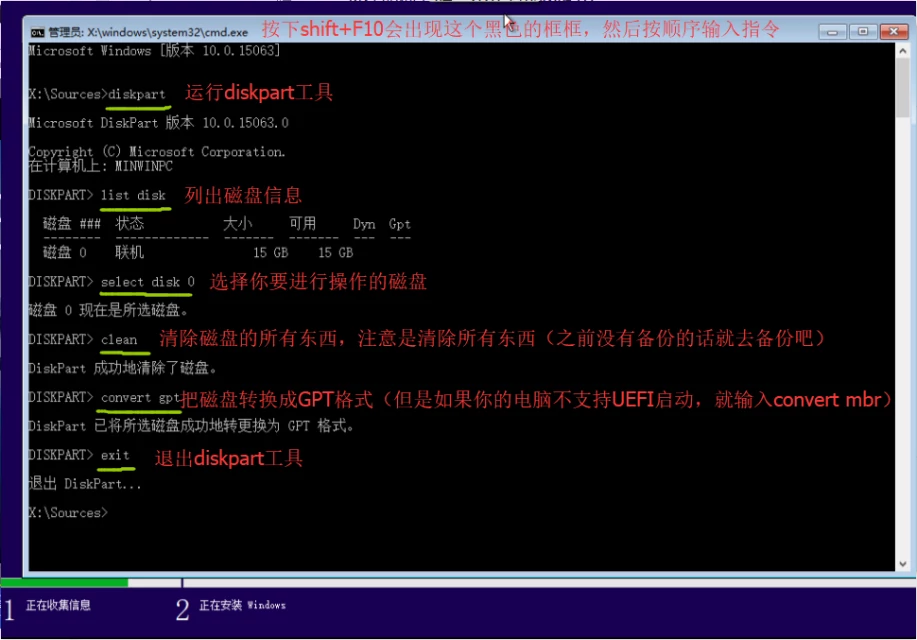 管理员: X:\windows\system32\cmd.exe 按下shift+F10会出现这个黑色的框框，然后按顺序输入指令
Microsoft Windows [版本 10.0.15063]
X:\Sources>diskpart 运行diskpart工具
Microsoft DiskPart 版本 10.0.15063.0
Copyright (C) Microsoft Corporation.
在计算机上: MININT-PC
DISKPART> list disk 列出磁盘信息
磁盘 ### 状态 大小 可用 Dyn Gpt
磁盘 0 联机 15 GB 15 GB
DISKPART> select disk 0 选择你要进行操作的磁盘
磁盘 0 现在是所选磁盘。
DISKPART> clean 清除磁盘的所有东西，注意是清除所有东西（之前没有备份的话就去备份吧）
DiskPart 成功地清除了磁盘。
DISKPART> convert gpt把磁盘转换成GPT格式（但是如果你的电脑不支持UEFI启动，就输入convert mbr）
DiskPart 已将所选磁盘成功地转更换为 GPT 格式。
DISKPART> exit 退出diskpart工具
退出 DiskPart...
X:\Sources>
1 正在收集信息 2 正在安装 Windows